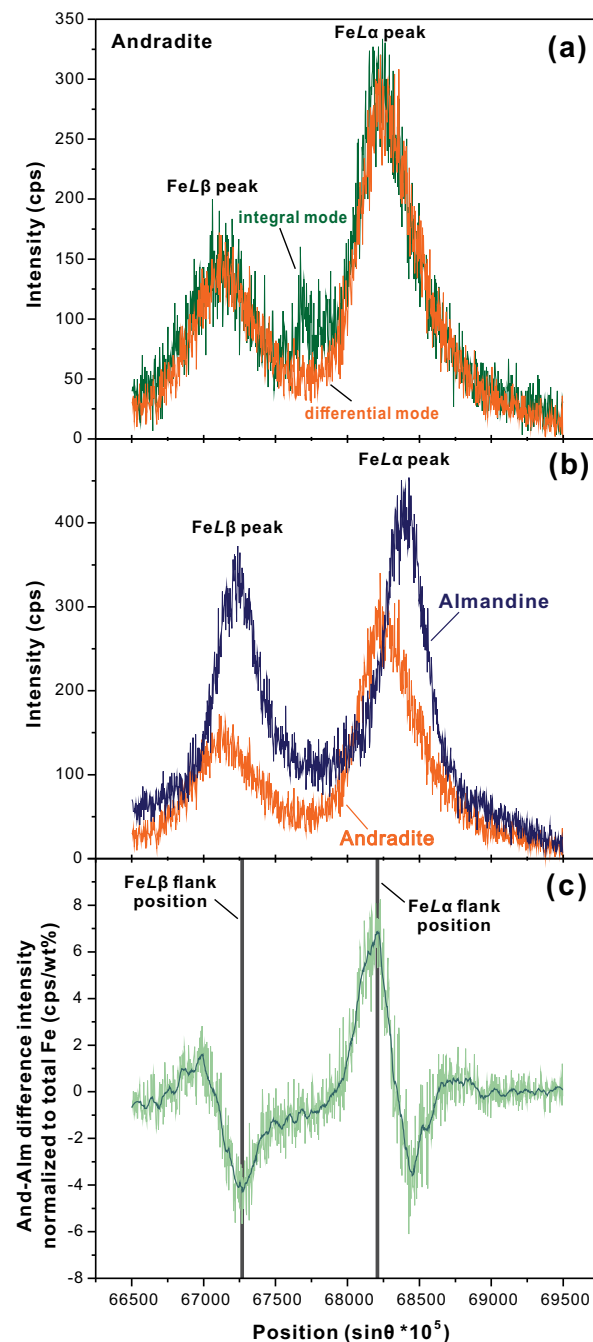 Andradite
FeLα peak
(a)
FeLβ peak
integral mode
differential mode
Intensity (cps)
350
300
250
200
150
100
50
0
FeLα peak
(b)
FeLβ peak
Almandine
Andradite
Intensity (cps)
400
300
200
100
0
FeLβ flank
position
FeLα flank
position
(c)
And-Alm difference intensity
normalized to total Fe (cps/wt%)
8
6
4
2
0
-2
-4
-6
-8
66500 67000 67500 68000 68500 69000 69500
Position (sinθ *10⁵)